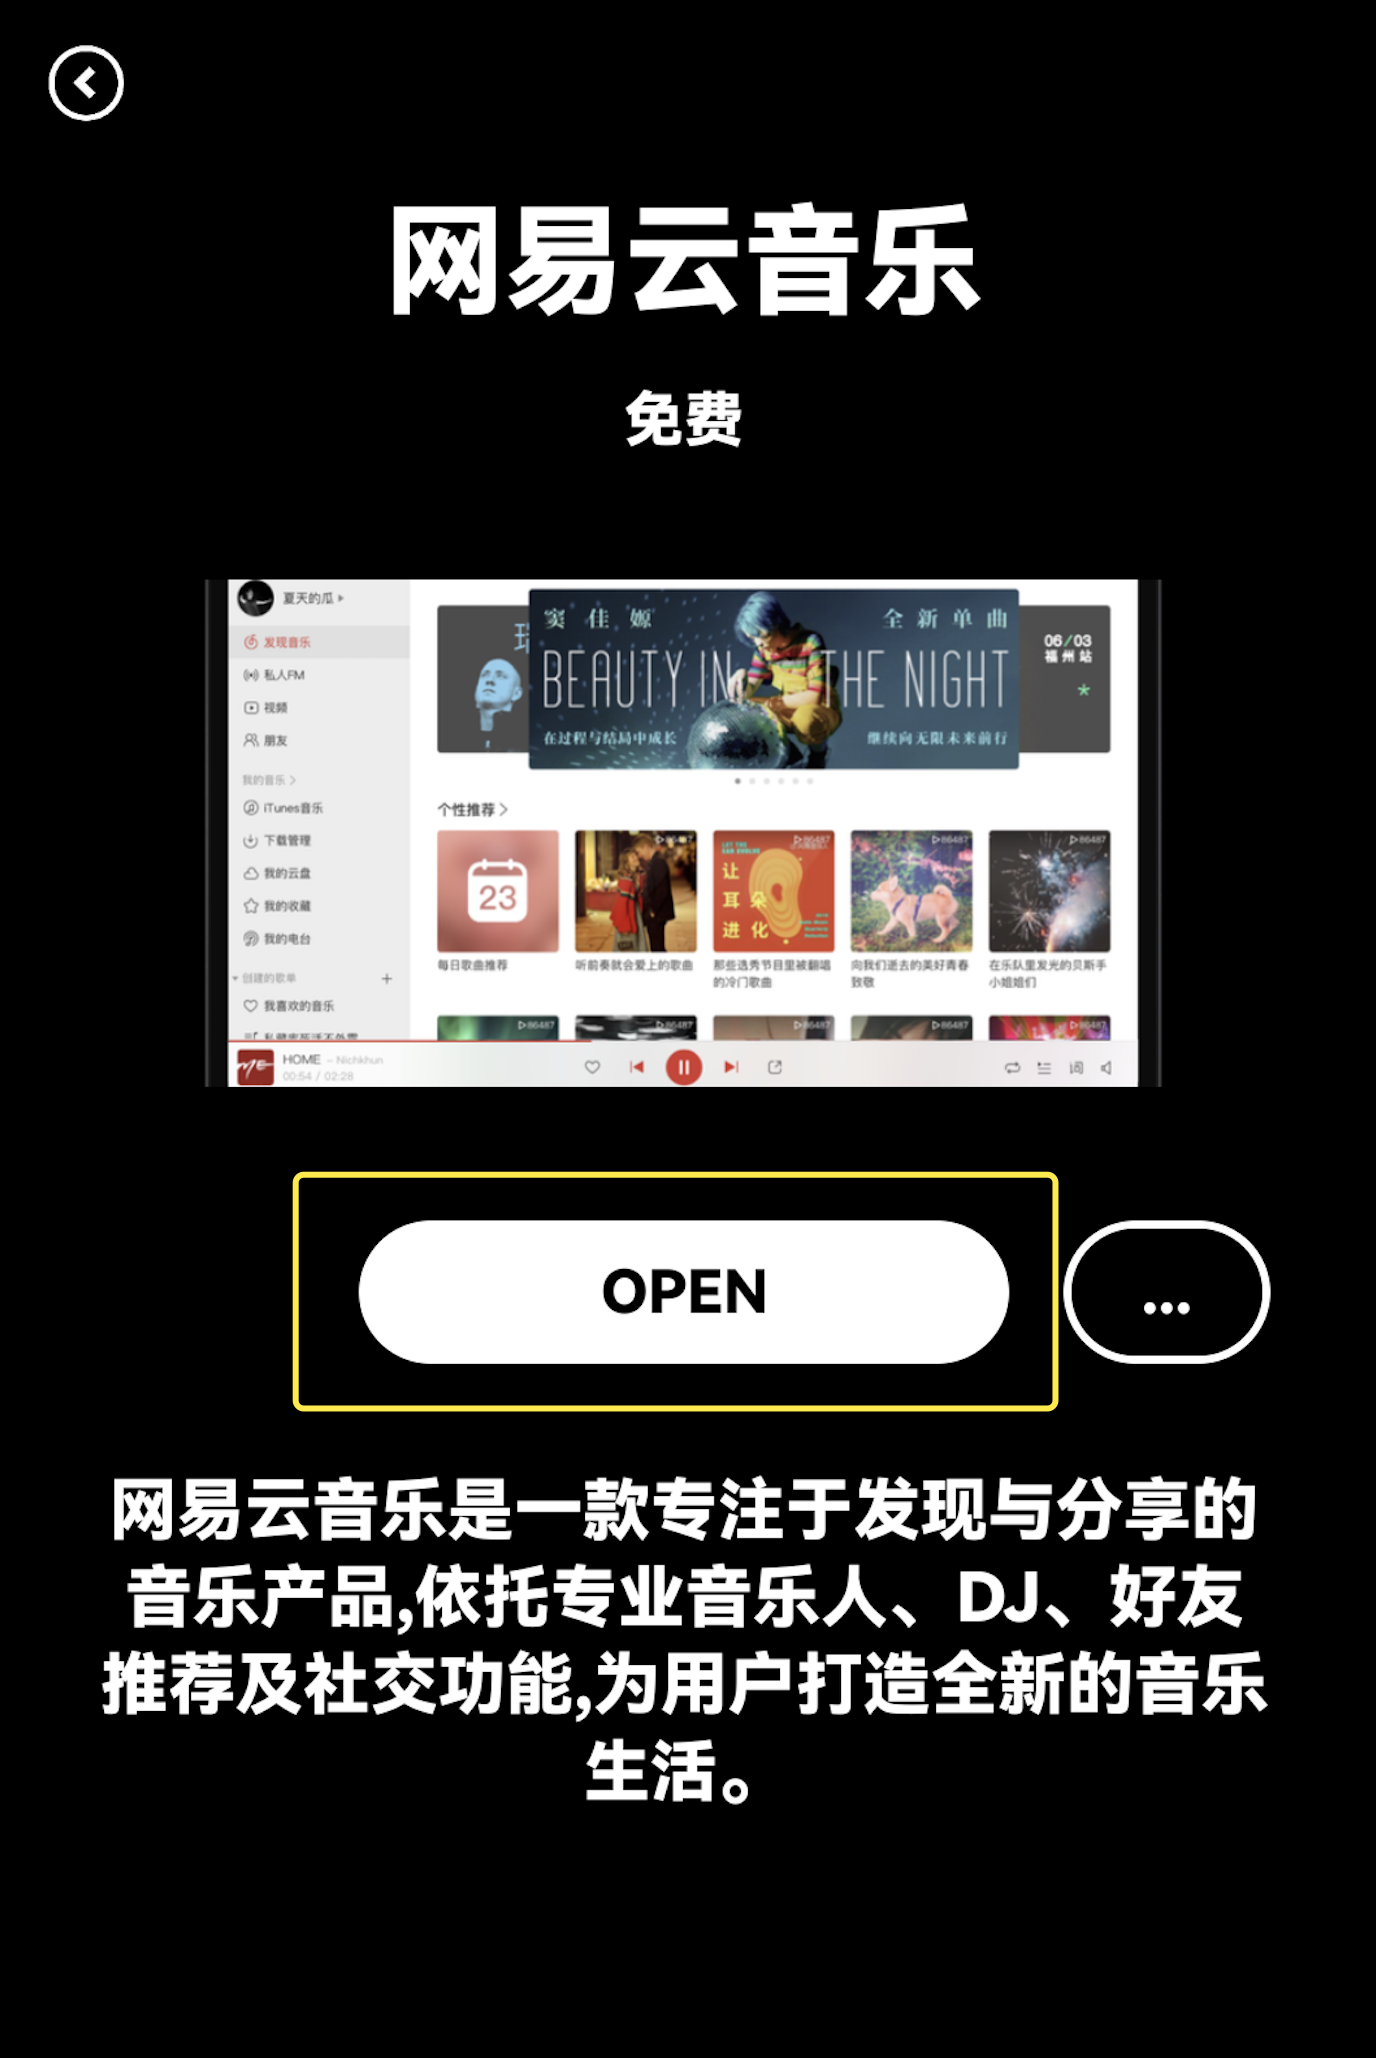 网易云音乐
免费
夏天的瓜
发现音乐
私人FM
视频
朋友
我的音乐
iTunes音乐
下载管理
我的云盘
我的收藏
我的电台
创建的歌单
我喜欢的音乐
窦佳嫄
全新单曲
BEAUTY IN THE NIGHT
在过程与结局中成长
继续向无限未来前行
06/03
福州站
个性推荐
23
86487
86487
86487
86487
让
耳朵
进化
每日歌曲推荐
听前奏就会爱上的歌曲
那些选秀节目里被翻唱
的冷门歌曲
向我们逝去的美好青春
致敬
在乐队里发光的贝斯手
小姐姐们
86487
86487
86487
86487
86487
HOME - Nichkhun
00:54 / 02:28
词
OPEN
...
网易云音乐是一款专注于发现与分享的
音乐产品,依托专业音乐人、DJ、好友
推荐及社交功能,为用户打造全新的音乐
生活。